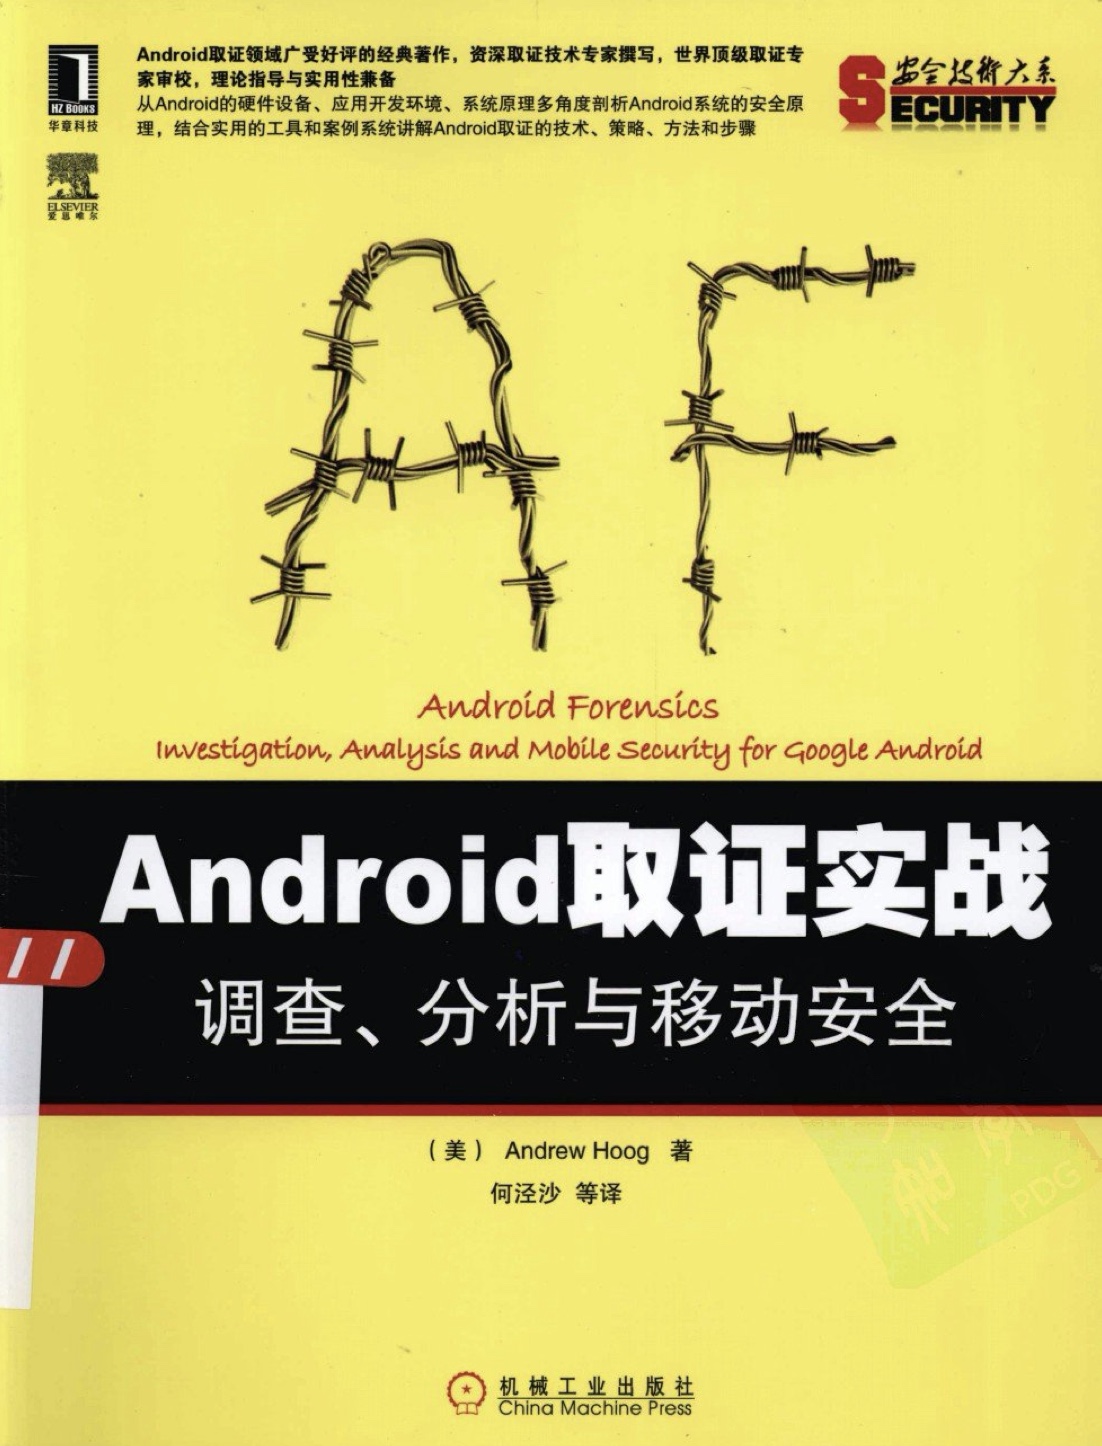 Android取证领域广受好评的经典著作，资深取证技术专家撰写，世界顶级取证专
家审校，理论指导与实用性兼备
从Android的硬件设备、应用开发环境、系统原理多角度剖析Android系统的安全原
理，结合实用的工具和案例系统讲解Android取证的技术、策略、方法和步骤
HZ BOOKS
华章科技
ELSEVIER
爱思唯尔
安全技術大系
SECURITY
AF
Android Forensics
Investigation, Analysis and Mobile Security for Google Android
Android取证实战
调查、分析与移动安全
（美） Andrew Hoog 著
何泾沙 等译
PDG
机械工业出版社
China Machine Press